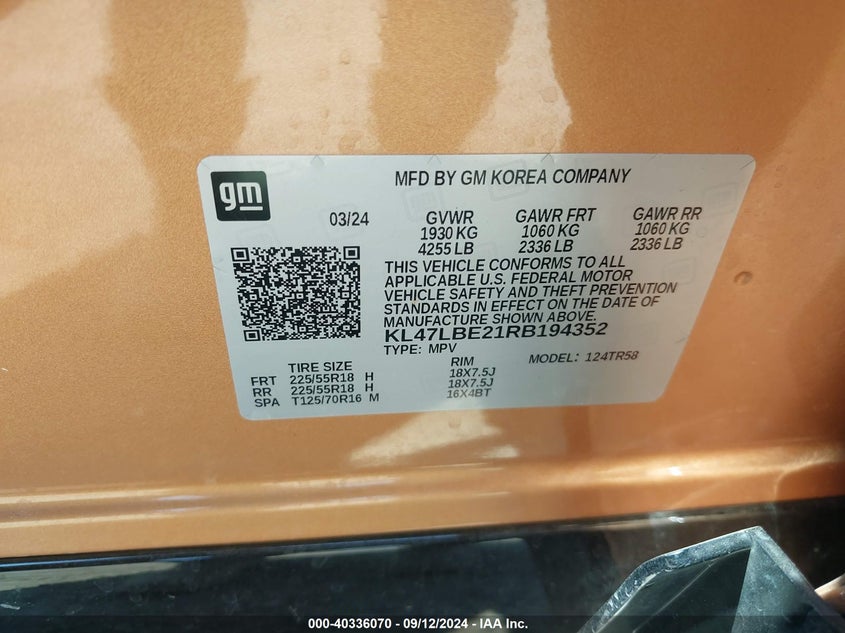 gm
MFD BY GM KOREA COMPANY
03/24 GVWR GAWR FRT GAWR RR
1930 KG 1060 KG 1060 KG
4255 LB 2336 LB 2336 LB
THIS VEHICLE CONFORMS TO ALL
APPLICABLE U.S. FEDERAL MOTOR
VEHICLE SAFETY AND THEFT PREVENTION
STANDARDS IN EFFECT ON THE DATE OF
MANUFACTURE SHOWN ABOVE.
KL47LBE21RB194352
TYPE: MPV MODEL: 124TR58
TIRE SIZE RIM
FRT 225/55R18 H 18X7.5J
RR 225/55R18 H 18X7.5J
SPA T125/70R16 M 16X4BT
000-40336070 - 09/12/2024 - IAA Inc.